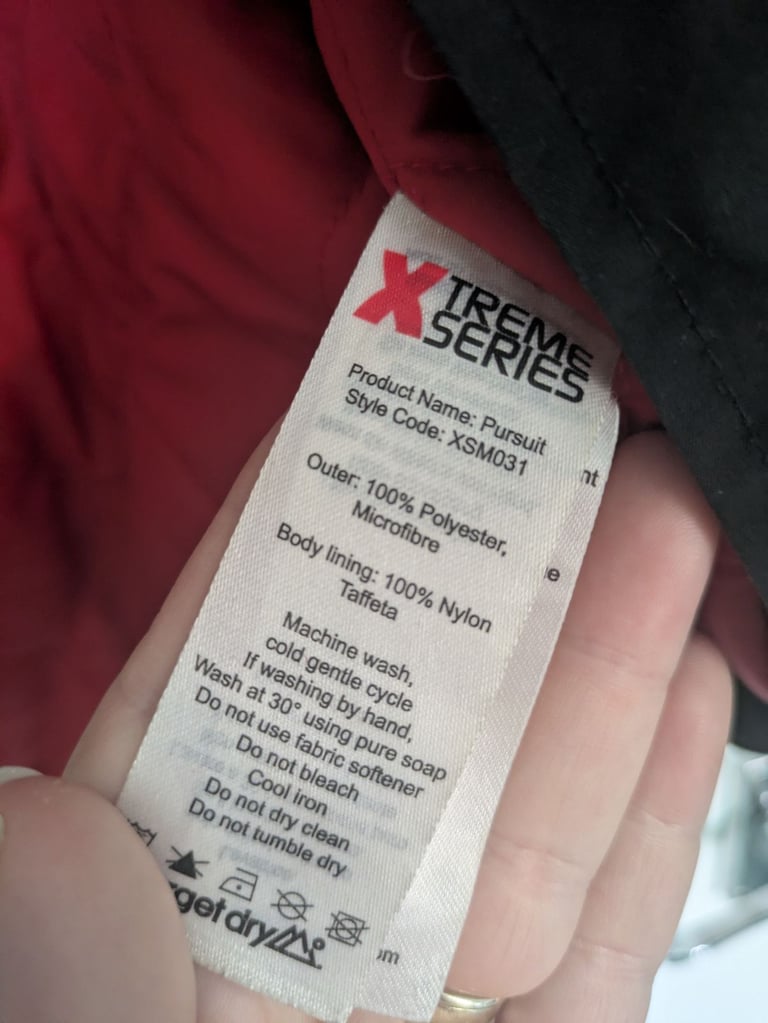 XTREME
SERIES
Product Name: Pursuit
Style Code: XSM031
Outer: 100% Polyester,
Microfibre
Body lining: 100% Nylon
Taffeta
Machine wash,
cold gentle cycle
If washing by hand,
Wash at 30° using pure soap
Do not use fabric softener
Do not bleach
Cool iron
Do not dry clean
Do not tumble dry
rget dry
nt
e
om